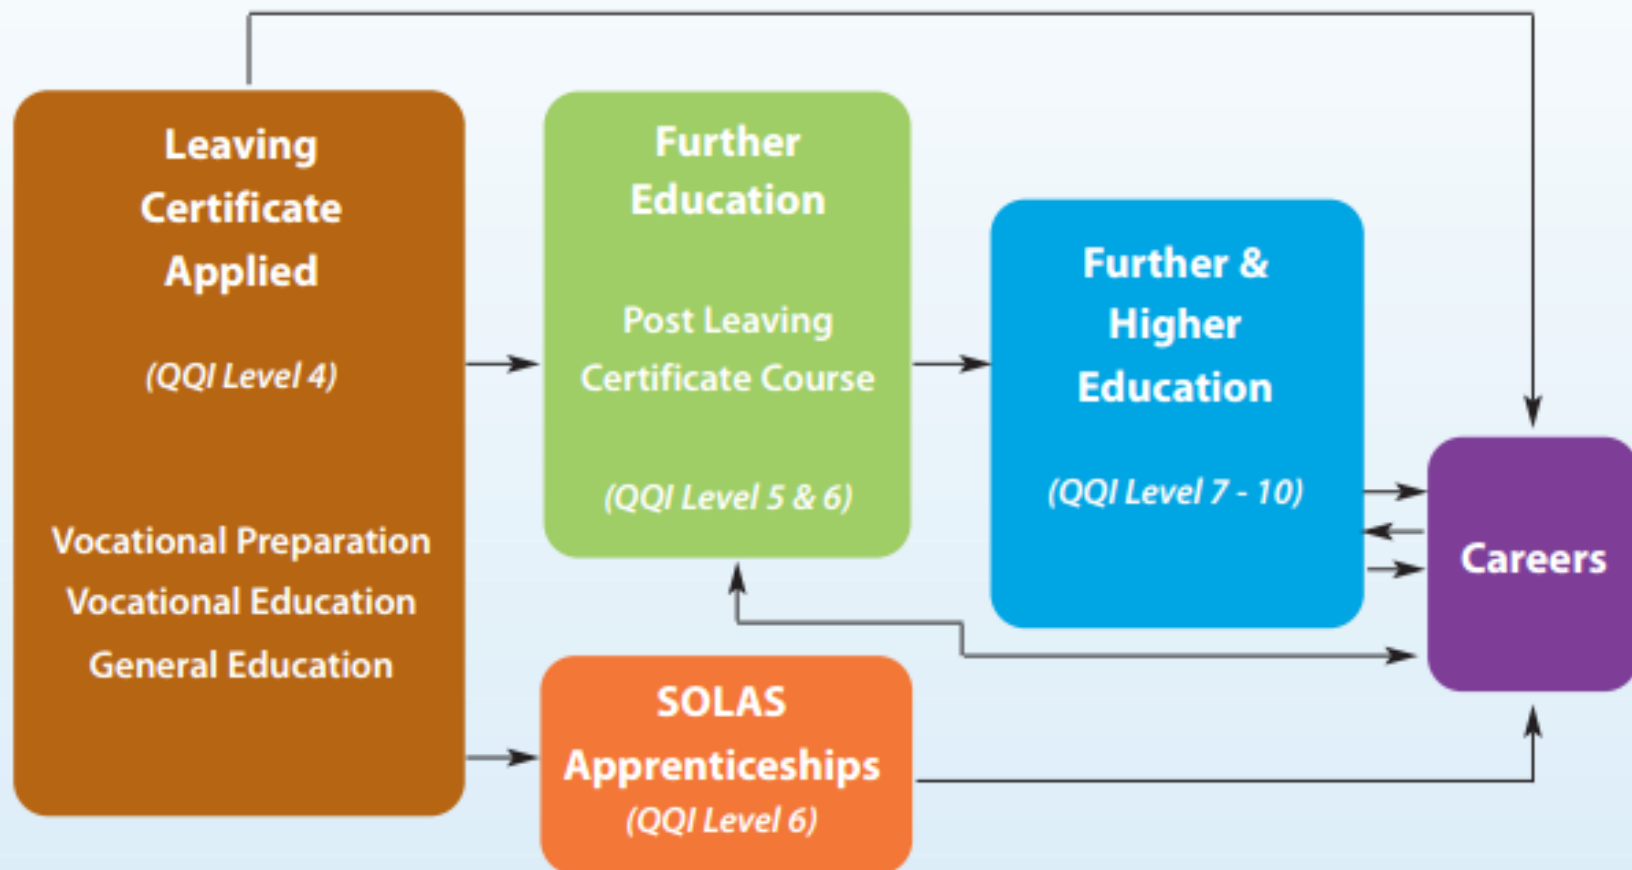 Leaving
Certificate
Applied
(QQI Level 4)
Vocational Preparation
Vocational Education
General Education
Further
Education
Post Leaving
Certificate Course
(QQI Level 5 & 6)
SOLAS
Apprenticeships
(QQI Level 6)
Further &
Higher
Education
(QQI Level 7 - 10)
Careers